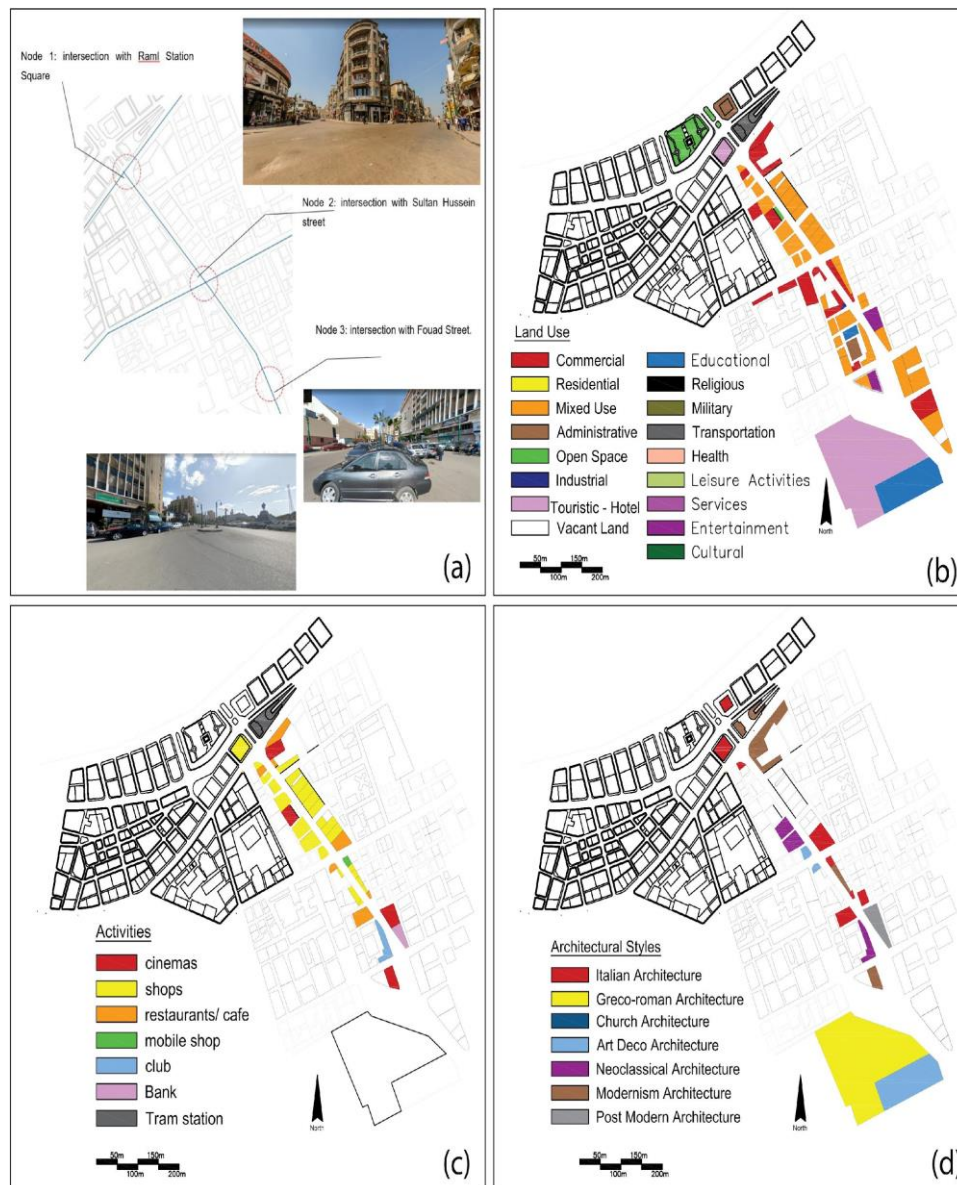 Node 1: intersection with Raml Station
Square
Node 2: intersection with Sultan Hussein
street
Node 3: intersection with Fouad Street.
(a)
Land Use
Commercial
Residential
Mixed Use
Administrative
Open Space
Industrial
Touristic - Hotel
Vacant Land
Educational
Religious
Military
Transportation
Health
Leisure Activities
Services
Entertainment
Cultural
North
50m 150m
100m 200m
(b)
Activities
cinemas
shops
restaurants/ cafe
mobile shop
club
Bank
Tram station
North
50m 150m
100m 200m
(c)
Architectural Styles
Italian Architecture
Greco-roman Architecture
Church Architecture
Art Deco Architecture
Neoclassical Architecture
Modernism Architecture
Post Modern Architecture
North
50m 150m
100m 200m
(d)